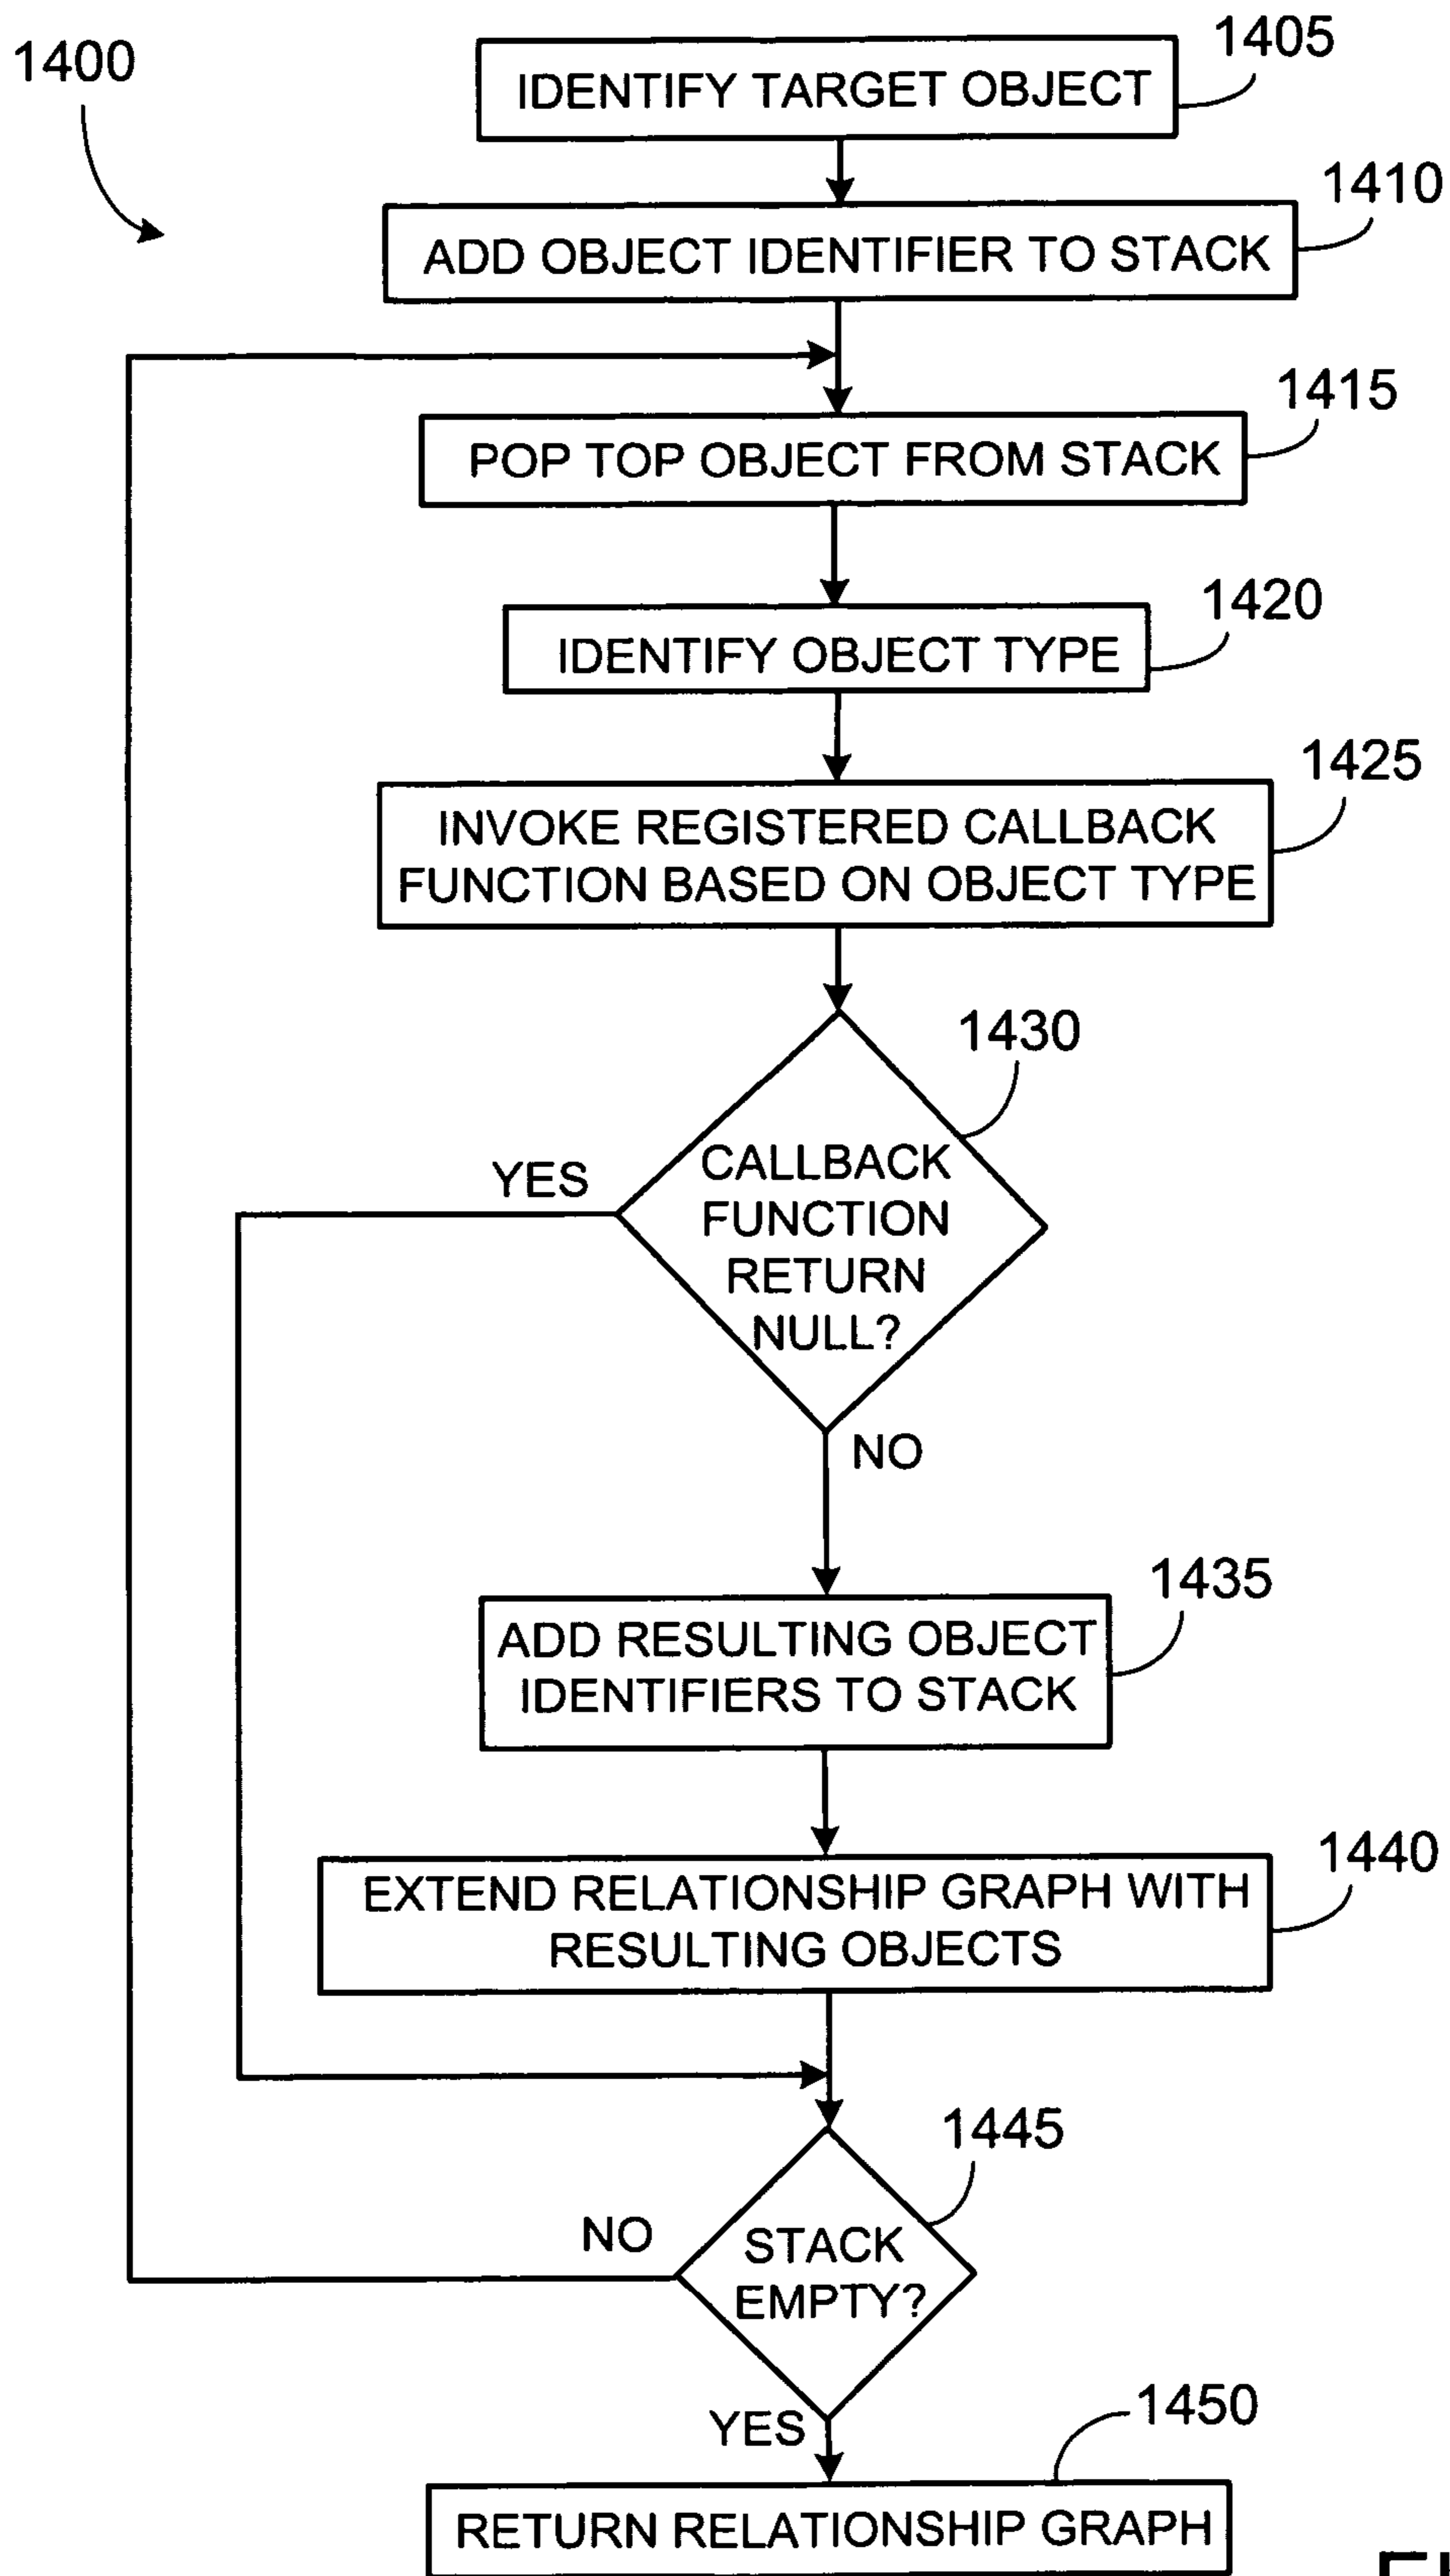 1400
1405
IDENTIFY TARGET OBJECT
1410
ADD OBJECT IDENTIFIER TO STACK
1415
POP TOP OBJECT FROM STACK
1420
IDENTIFY OBJECT TYPE
1425
INVOKE REGISTERED CALLBACK
FUNCTION BASED ON OBJECT TYPE
1430
CALLBACK
FUNCTION
RETURN
NULL?
YES
NO
1435
ADD RESULTING OBJECT
IDENTIFIERS TO STACK
1440
EXTEND RELATIONSHIP GRAPH WITH
RESULTING OBJECTS
1445
STACK
EMPTY?
NO
YES
1450
RETURN RELATIONSHIP GRAPH